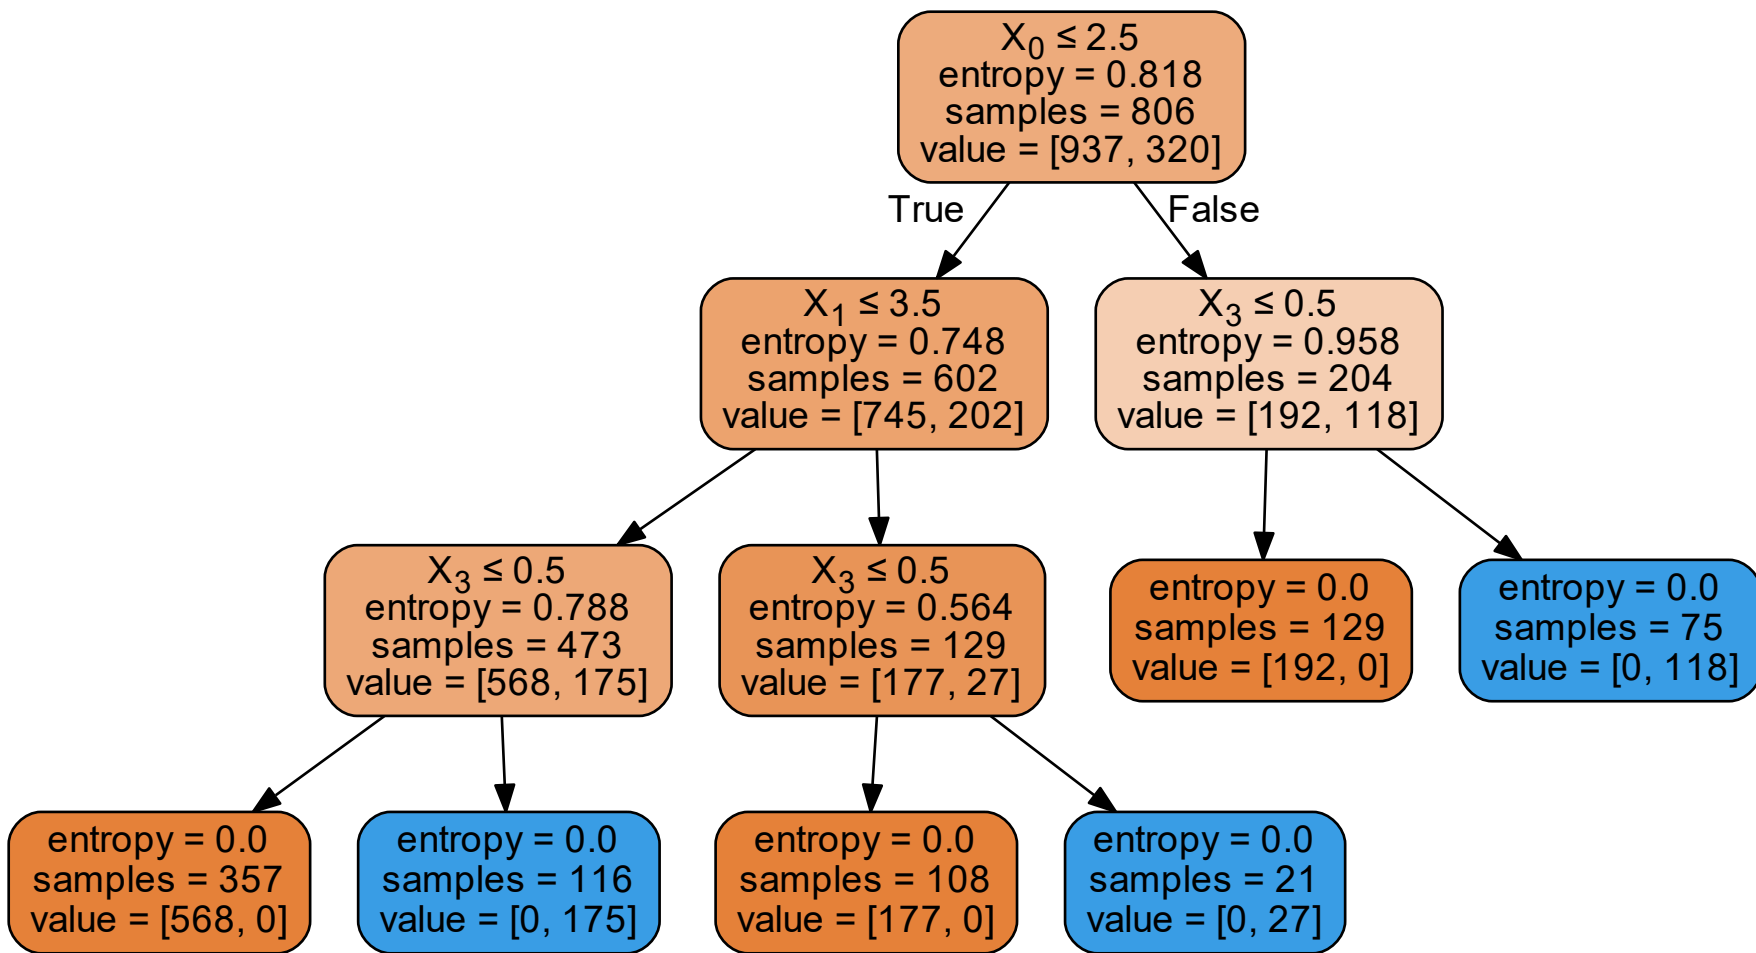 X₀ ≤ 2.5
entropy = 0.818
samples = 806
value = [937, 320]
True
False
X₁ ≤ 3.5
entropy = 0.748
samples = 602
value = [745, 202]
X₃ ≤ 0.5
entropy = 0.958
samples = 204
value = [192, 118]
X₃ ≤ 0.5
entropy = 0.788
samples = 473
value = [568, 175]
X₃ ≤ 0.5
entropy = 0.564
samples = 129
value = [177, 27]
entropy = 0.0
samples = 129
value = [192, 0]
entropy = 0.0
samples = 75
value = [0, 118]
entropy = 0.0
samples = 357
value = [568, 0]
entropy = 0.0
samples = 116
value = [0, 175]
entropy = 0.0
samples = 108
value = [177, 0]
entropy = 0.0
samples = 21
value = [0, 27]